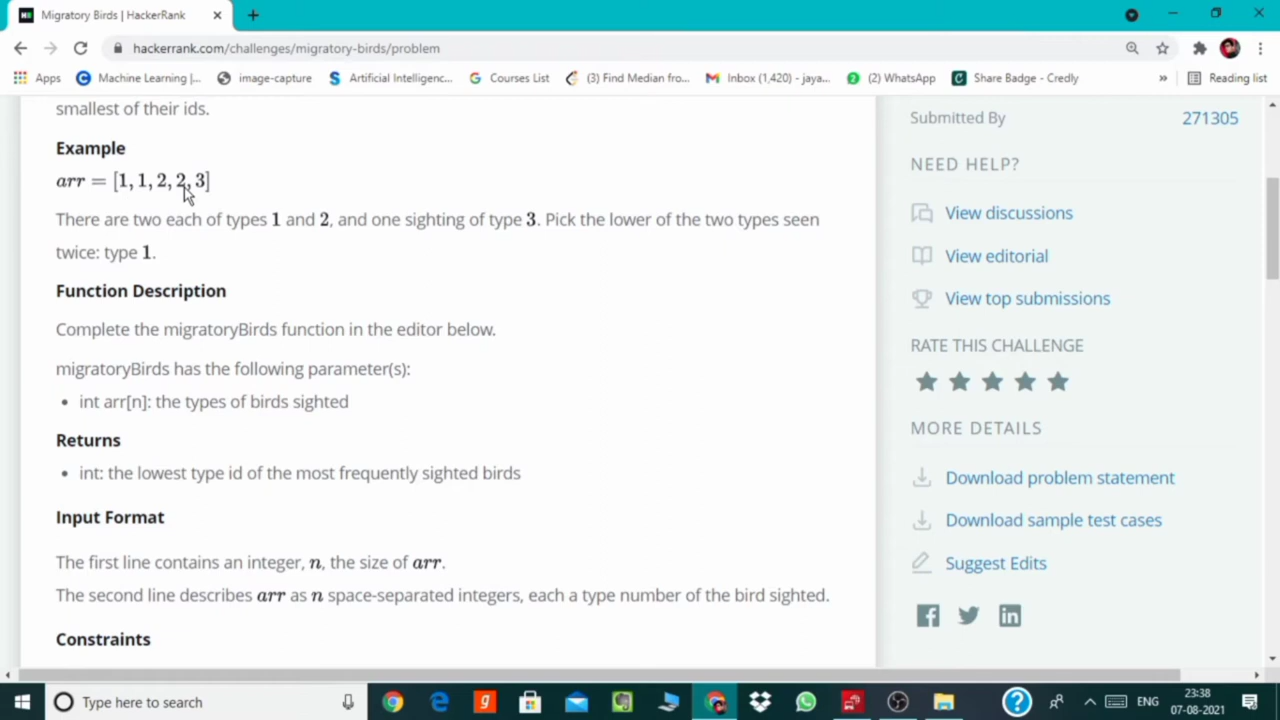 Migratory Birds | HackerRank
hackerrank.com/challenges/migratory-birds/problem
Apps Machine Learning |... image-capture Artificial Intelligenc... Courses List (3) Find Median fro... Inbox (1,420) - jaya... (2) WhatsApp Share Badge - Credly » Reading list
smallest of their ids.
Example
arr = [1, 1, 2, 2, 3]
There are two each of types 1 and 2, and one sighting of type 3. Pick the lower of the two types seen
twice: type 1.
Function Description
Complete the migratoryBirds function in the editor below.
migratoryBirds has the following parameter(s):
• int arr[n]: the types of birds sighted
Returns
• int: the lowest type id of the most frequently sighted birds
Input Format
The first line contains an integer, n, the size of arr.
The second line describes arr as n space-separated integers, each a type number of the bird sighted.
Constraints
Submitted By 271305
NEED HELP?
View discussions
View editorial
View top submissions
RATE THIS CHALLENGE
MORE DETAILS
Download problem statement
Download sample test cases
Suggest Edits
Type here to search
ENG
23:38
07-08-2021